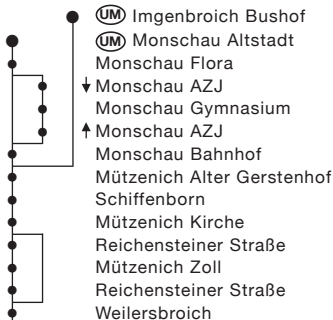 UM Imgenbroich Bushof
UM Monschau Altstadt
Monschau Flora
Monschau AZJ
Monschau Gymnasium
Monschau AZJ
Monschau Bahnhof
Mützenich Alter Gerstenhof
Schiffenborn
Mützenich Kirche
Reichensteiner Straße
Mützenich Zoll
Reichensteiner Straße
Weilersbroich